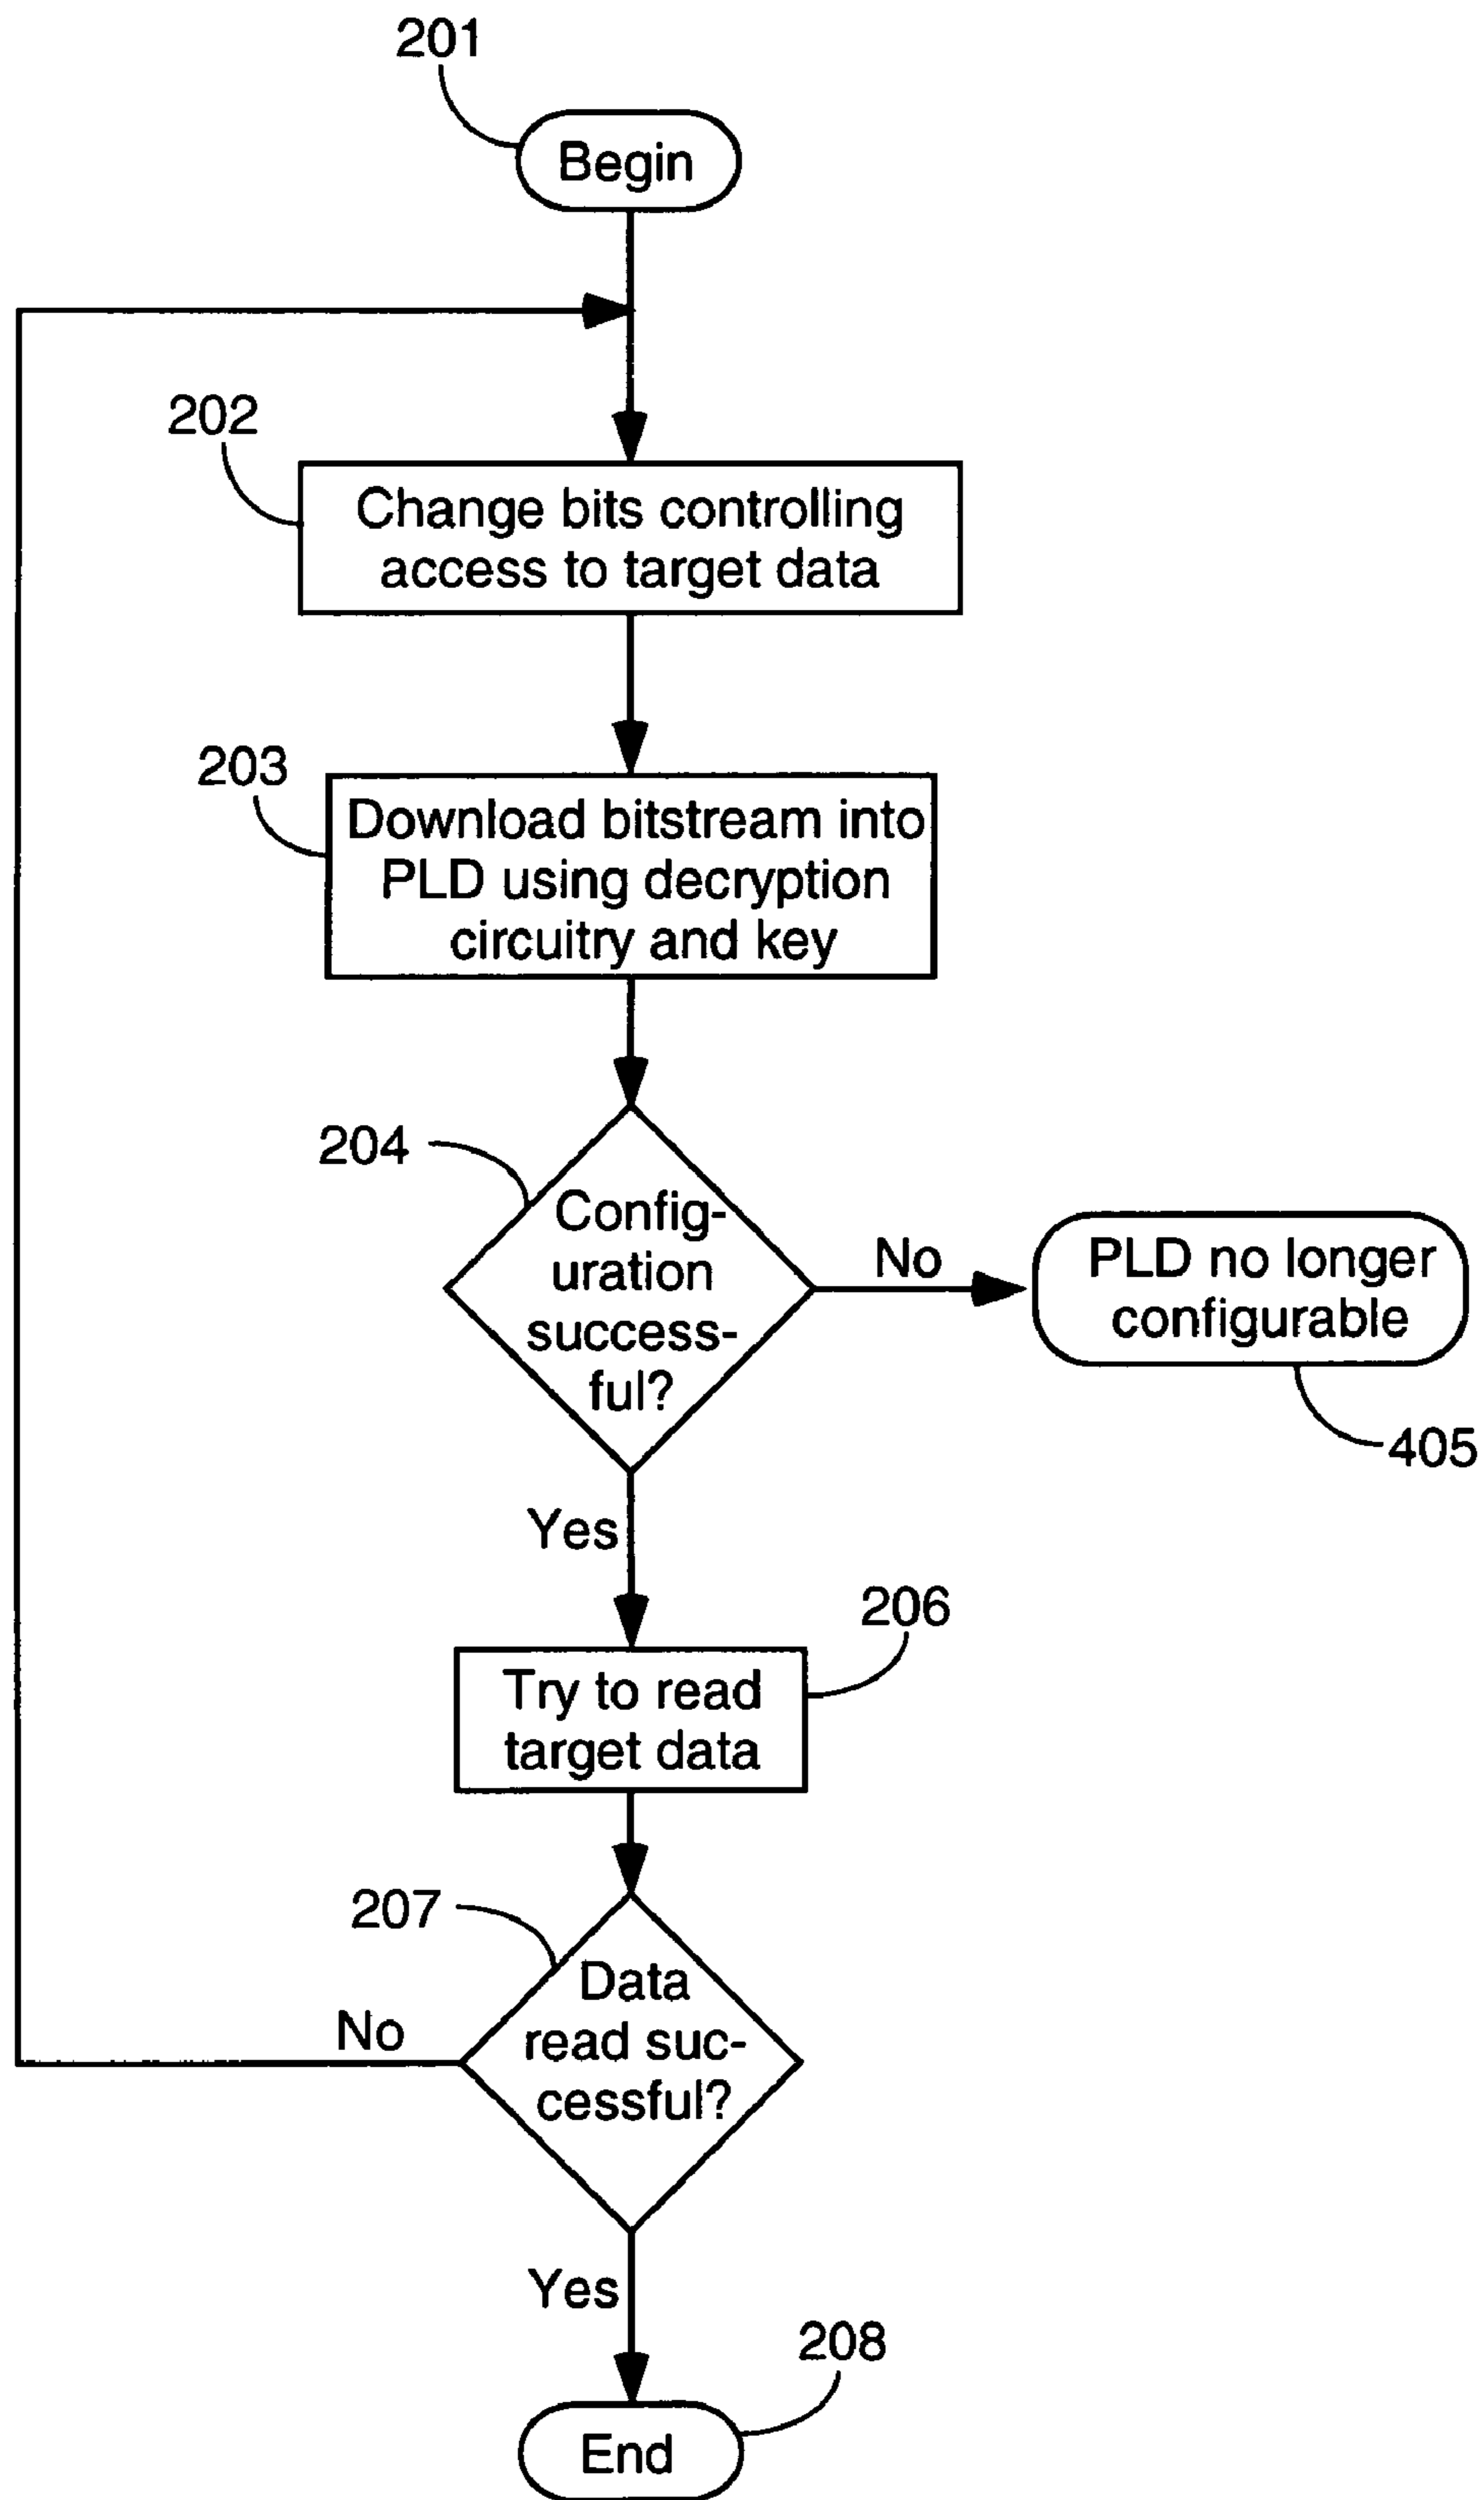 201
Begin
202
Change bits controlling
access to target data
203
Download bitstream into
PLD using decryption
circuitry and key
204
Config-
uration
success-
ful?
No
PLD no longer
configurable
405
Yes
206
Try to read
target data
207
Data
read suc-
cessful?
No
Yes
208
End